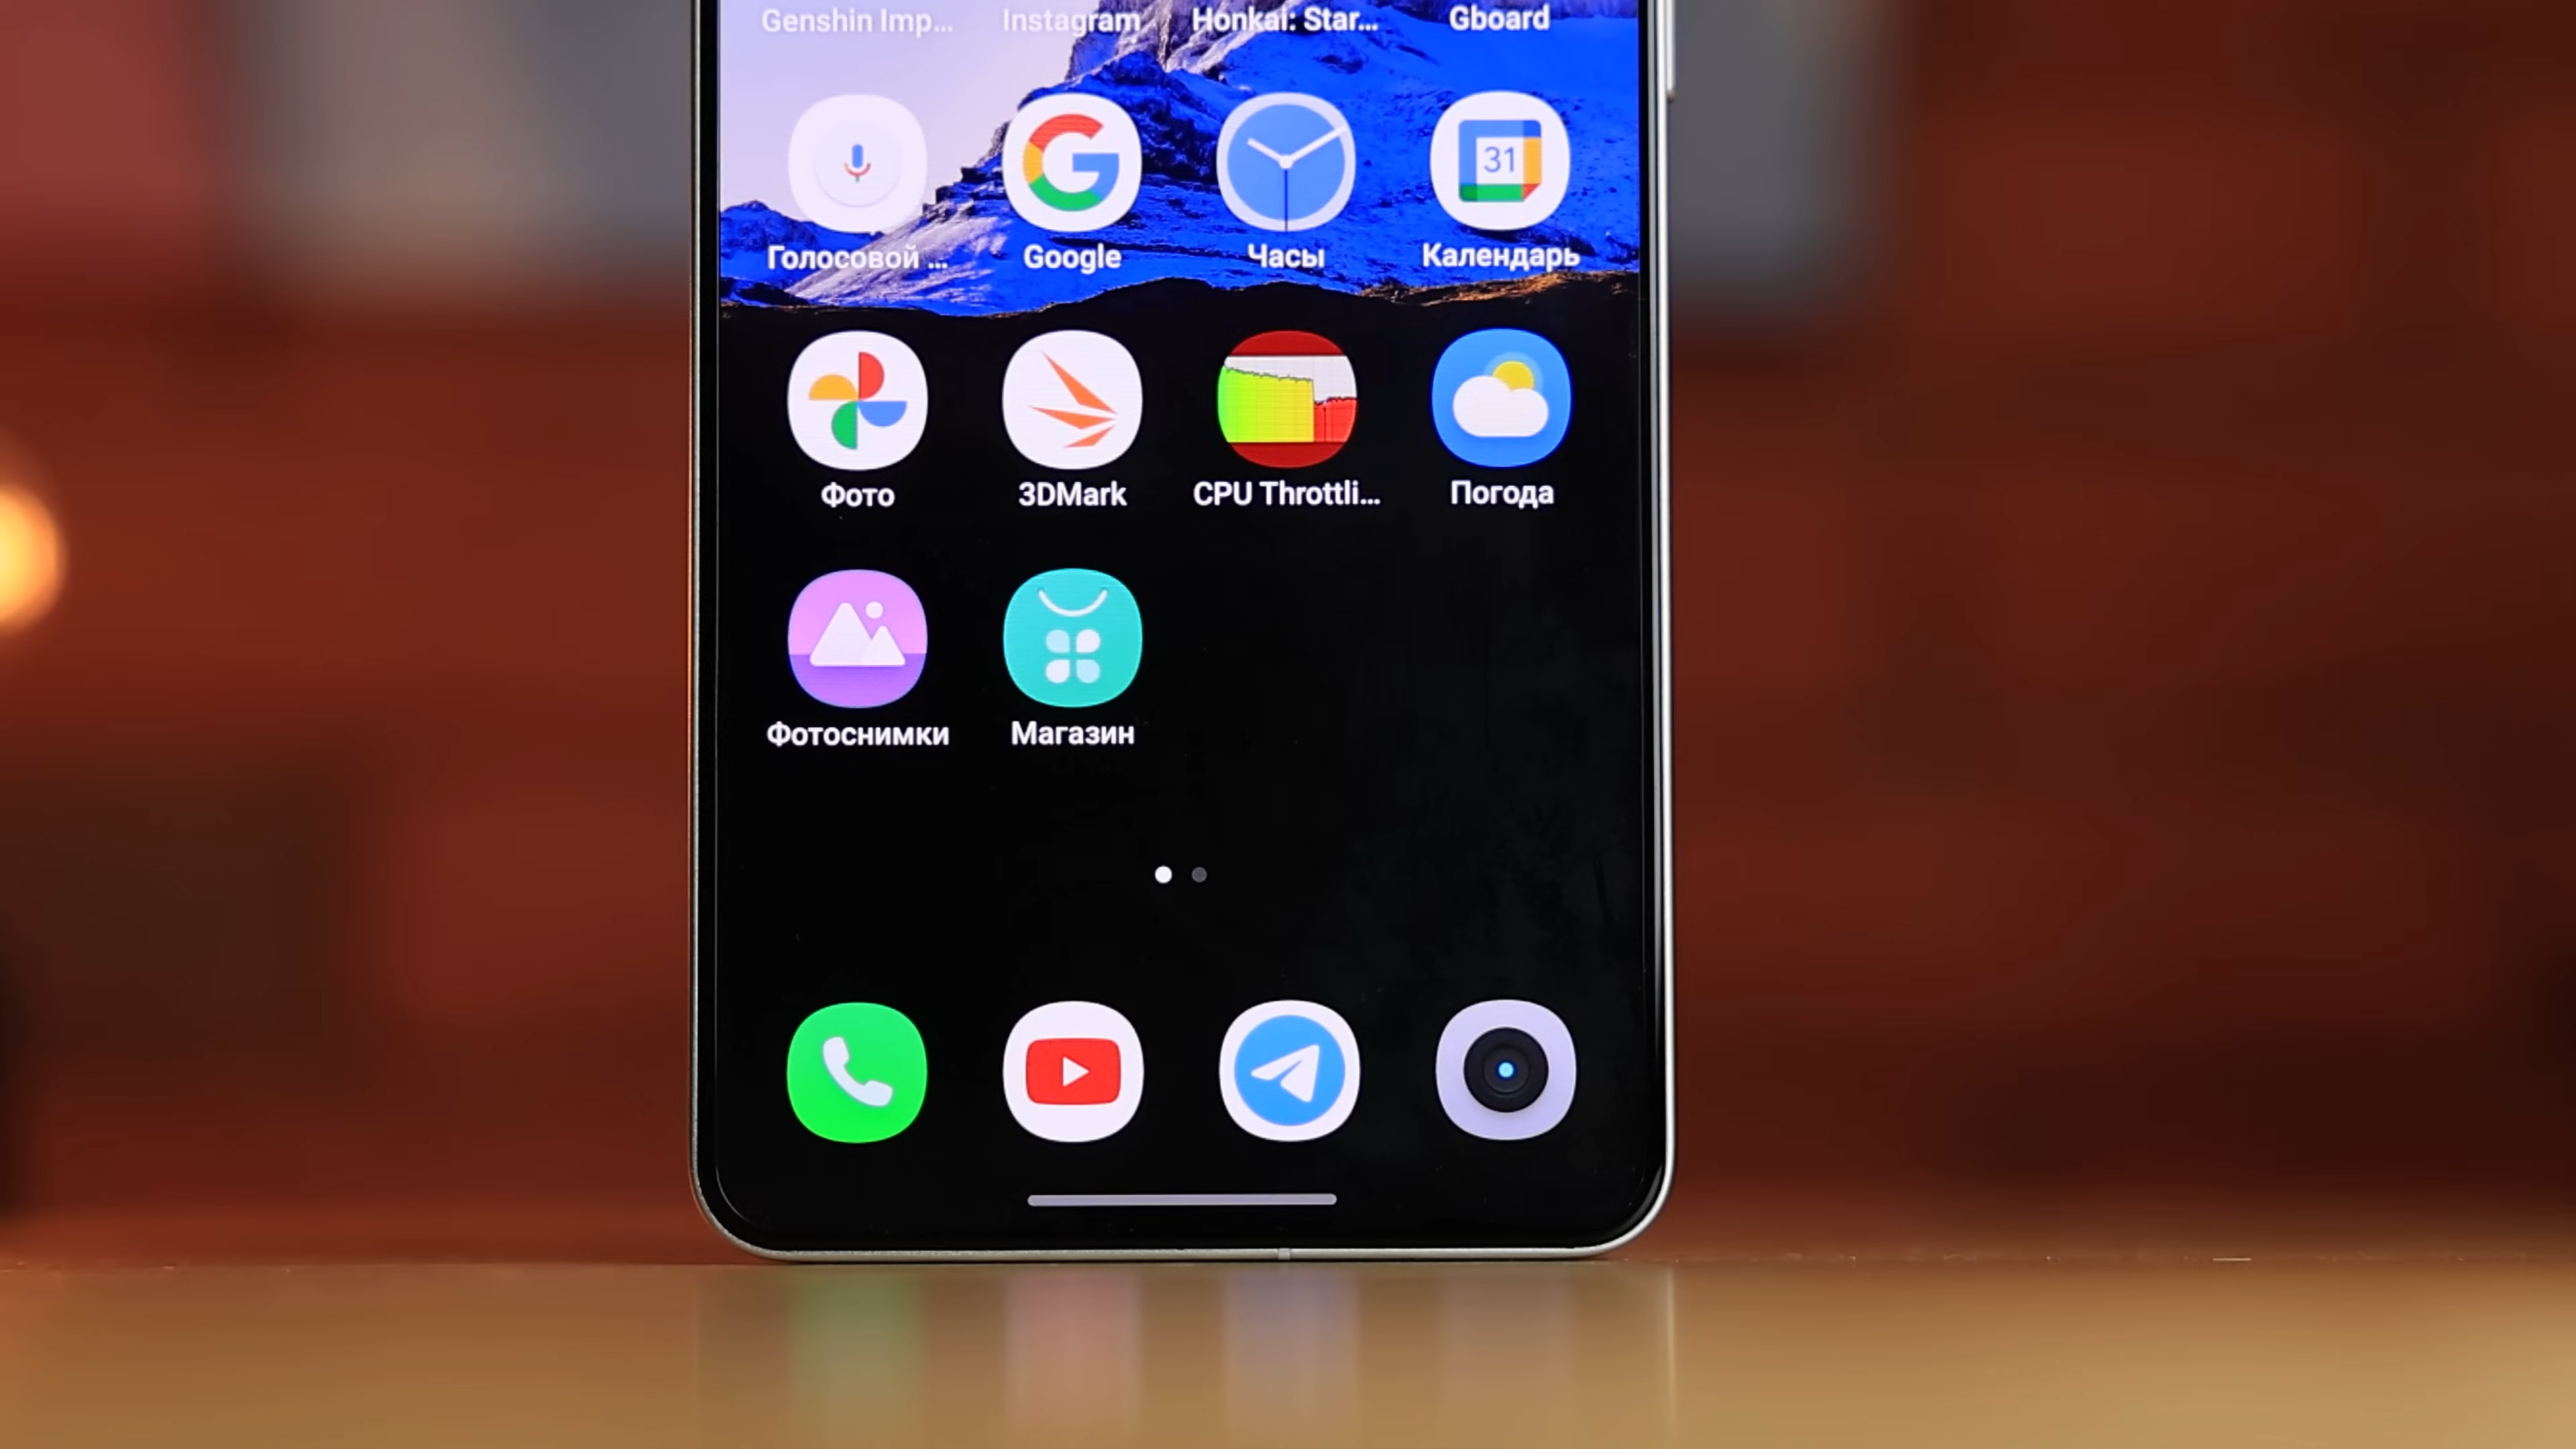 Genshin Imp...
Instagram
Honkai: Star...
Gboard
31
Голосовой ...
Google
Часы
Календарь
Фото
3DMark
CPU Throttli...
Погода
Фотоснимки
Магазин